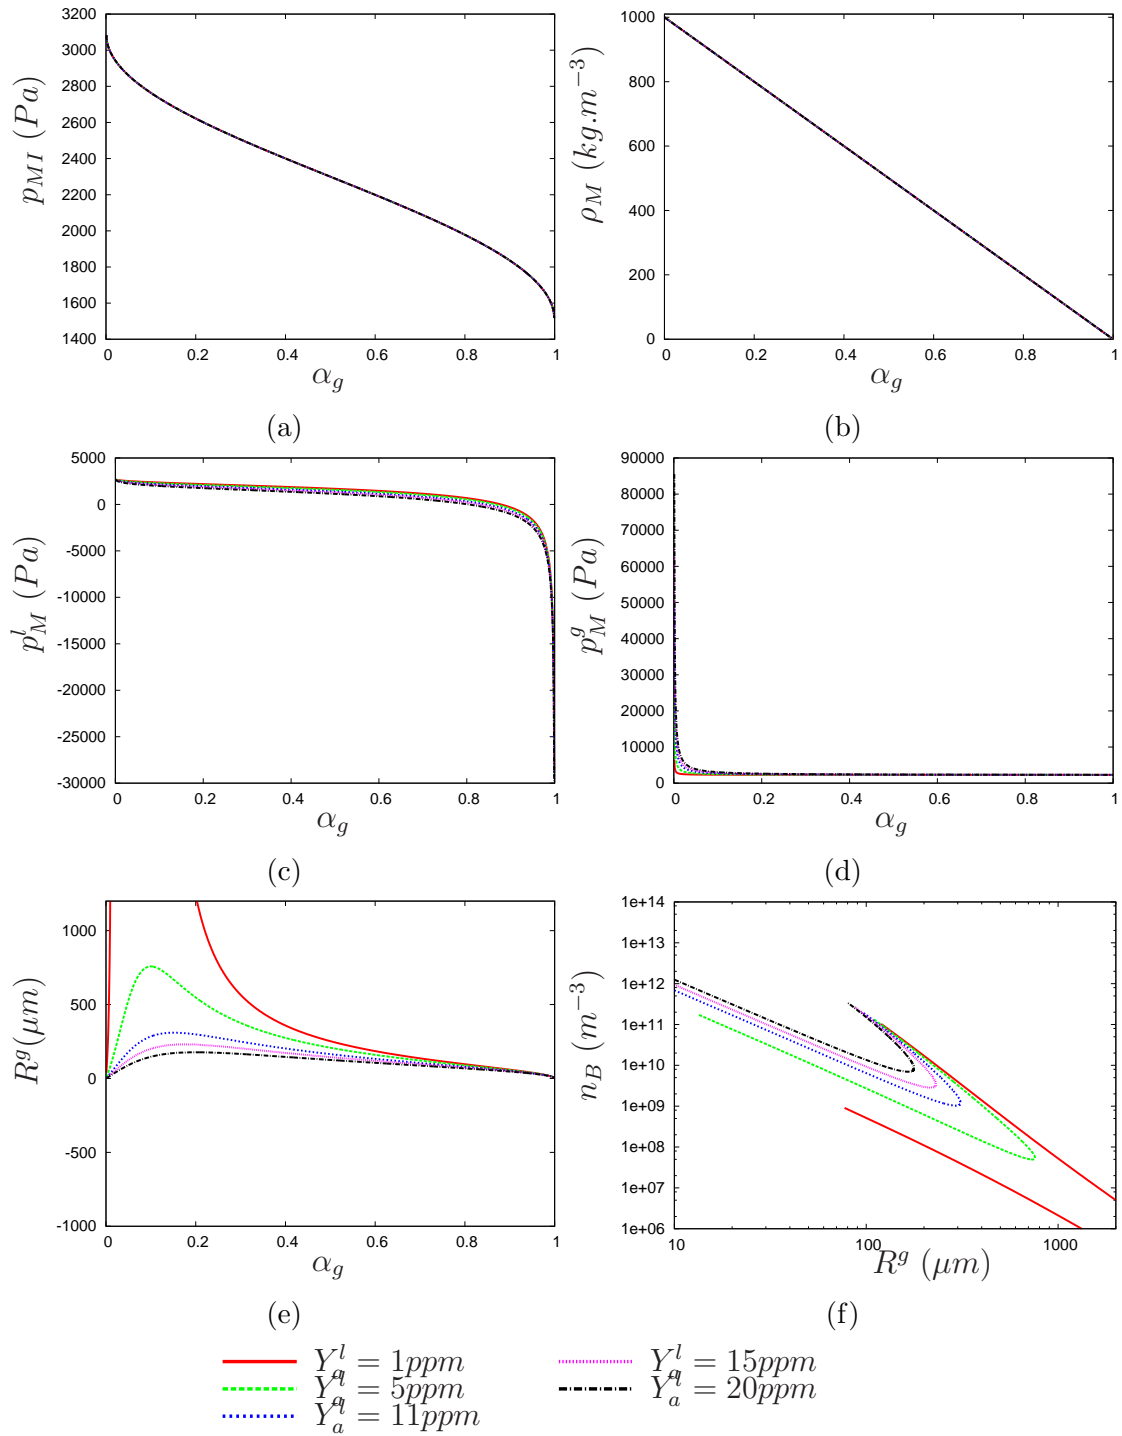 3200
3000
2800
2600
2400
2200
2000
1800
1600
1400
0 0.2 0.4 0.6 0.8 1
p_{MI} (Pa)
α_g
(a)
1000
800
600
400
200
0
0 0.2 0.4 0.6 0.8 1
ρ_M (kg.m^{-3})
α_g
(b)
5000
0
-5000
-10000
-15000
-20000
-25000
-30000
0 0.2 0.4 0.6 0.8 1
p^l_M (Pa)
α_g
(c)
90000
80000
70000
60000
50000
40000
30000
20000
10000
0
0 0.2 0.4 0.6 0.8 1
p^g_M (Pa)
α_g
(d)
1000
500
0
-500
-1000
0 0.2 0.4 0.6 0.8 1
R^g(μm)
α_g
(e)
1e+14
1e+13
1e+12
1e+11
1e+10
1e+09
1e+08
1e+07
1e+06
10 100 1000
n_B (m^{-3})
R^g (μm)
(f)
Y^l_a = 1ppm
Y^l_a = 5ppm
Y^l_a = 11ppm
Y^l_a = 15ppm
Y^l_a = 20ppm